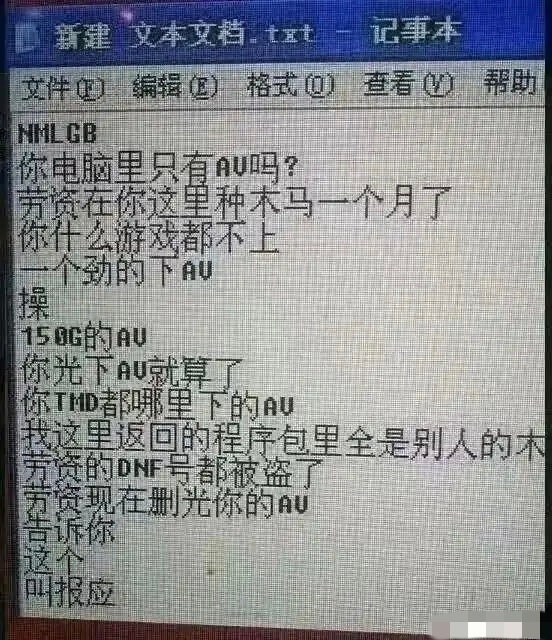 新建 文本文档.txt - 记事本
文件(F) 编辑(E) 格式(O) 查看(V) 帮助
NMLGB
你电脑里只有AV吗?
劳资在你这里种木马一个月了
你什么游戏都不上
一个劲的下AV
操
150G的AV
你光下AV就算了
你TMD都哪里下的AV
找这里返回的程序包里全是别人的木
劳资的DNF号都被盗了
劳资现在删光你的AV
告诉你
这个
叫报应